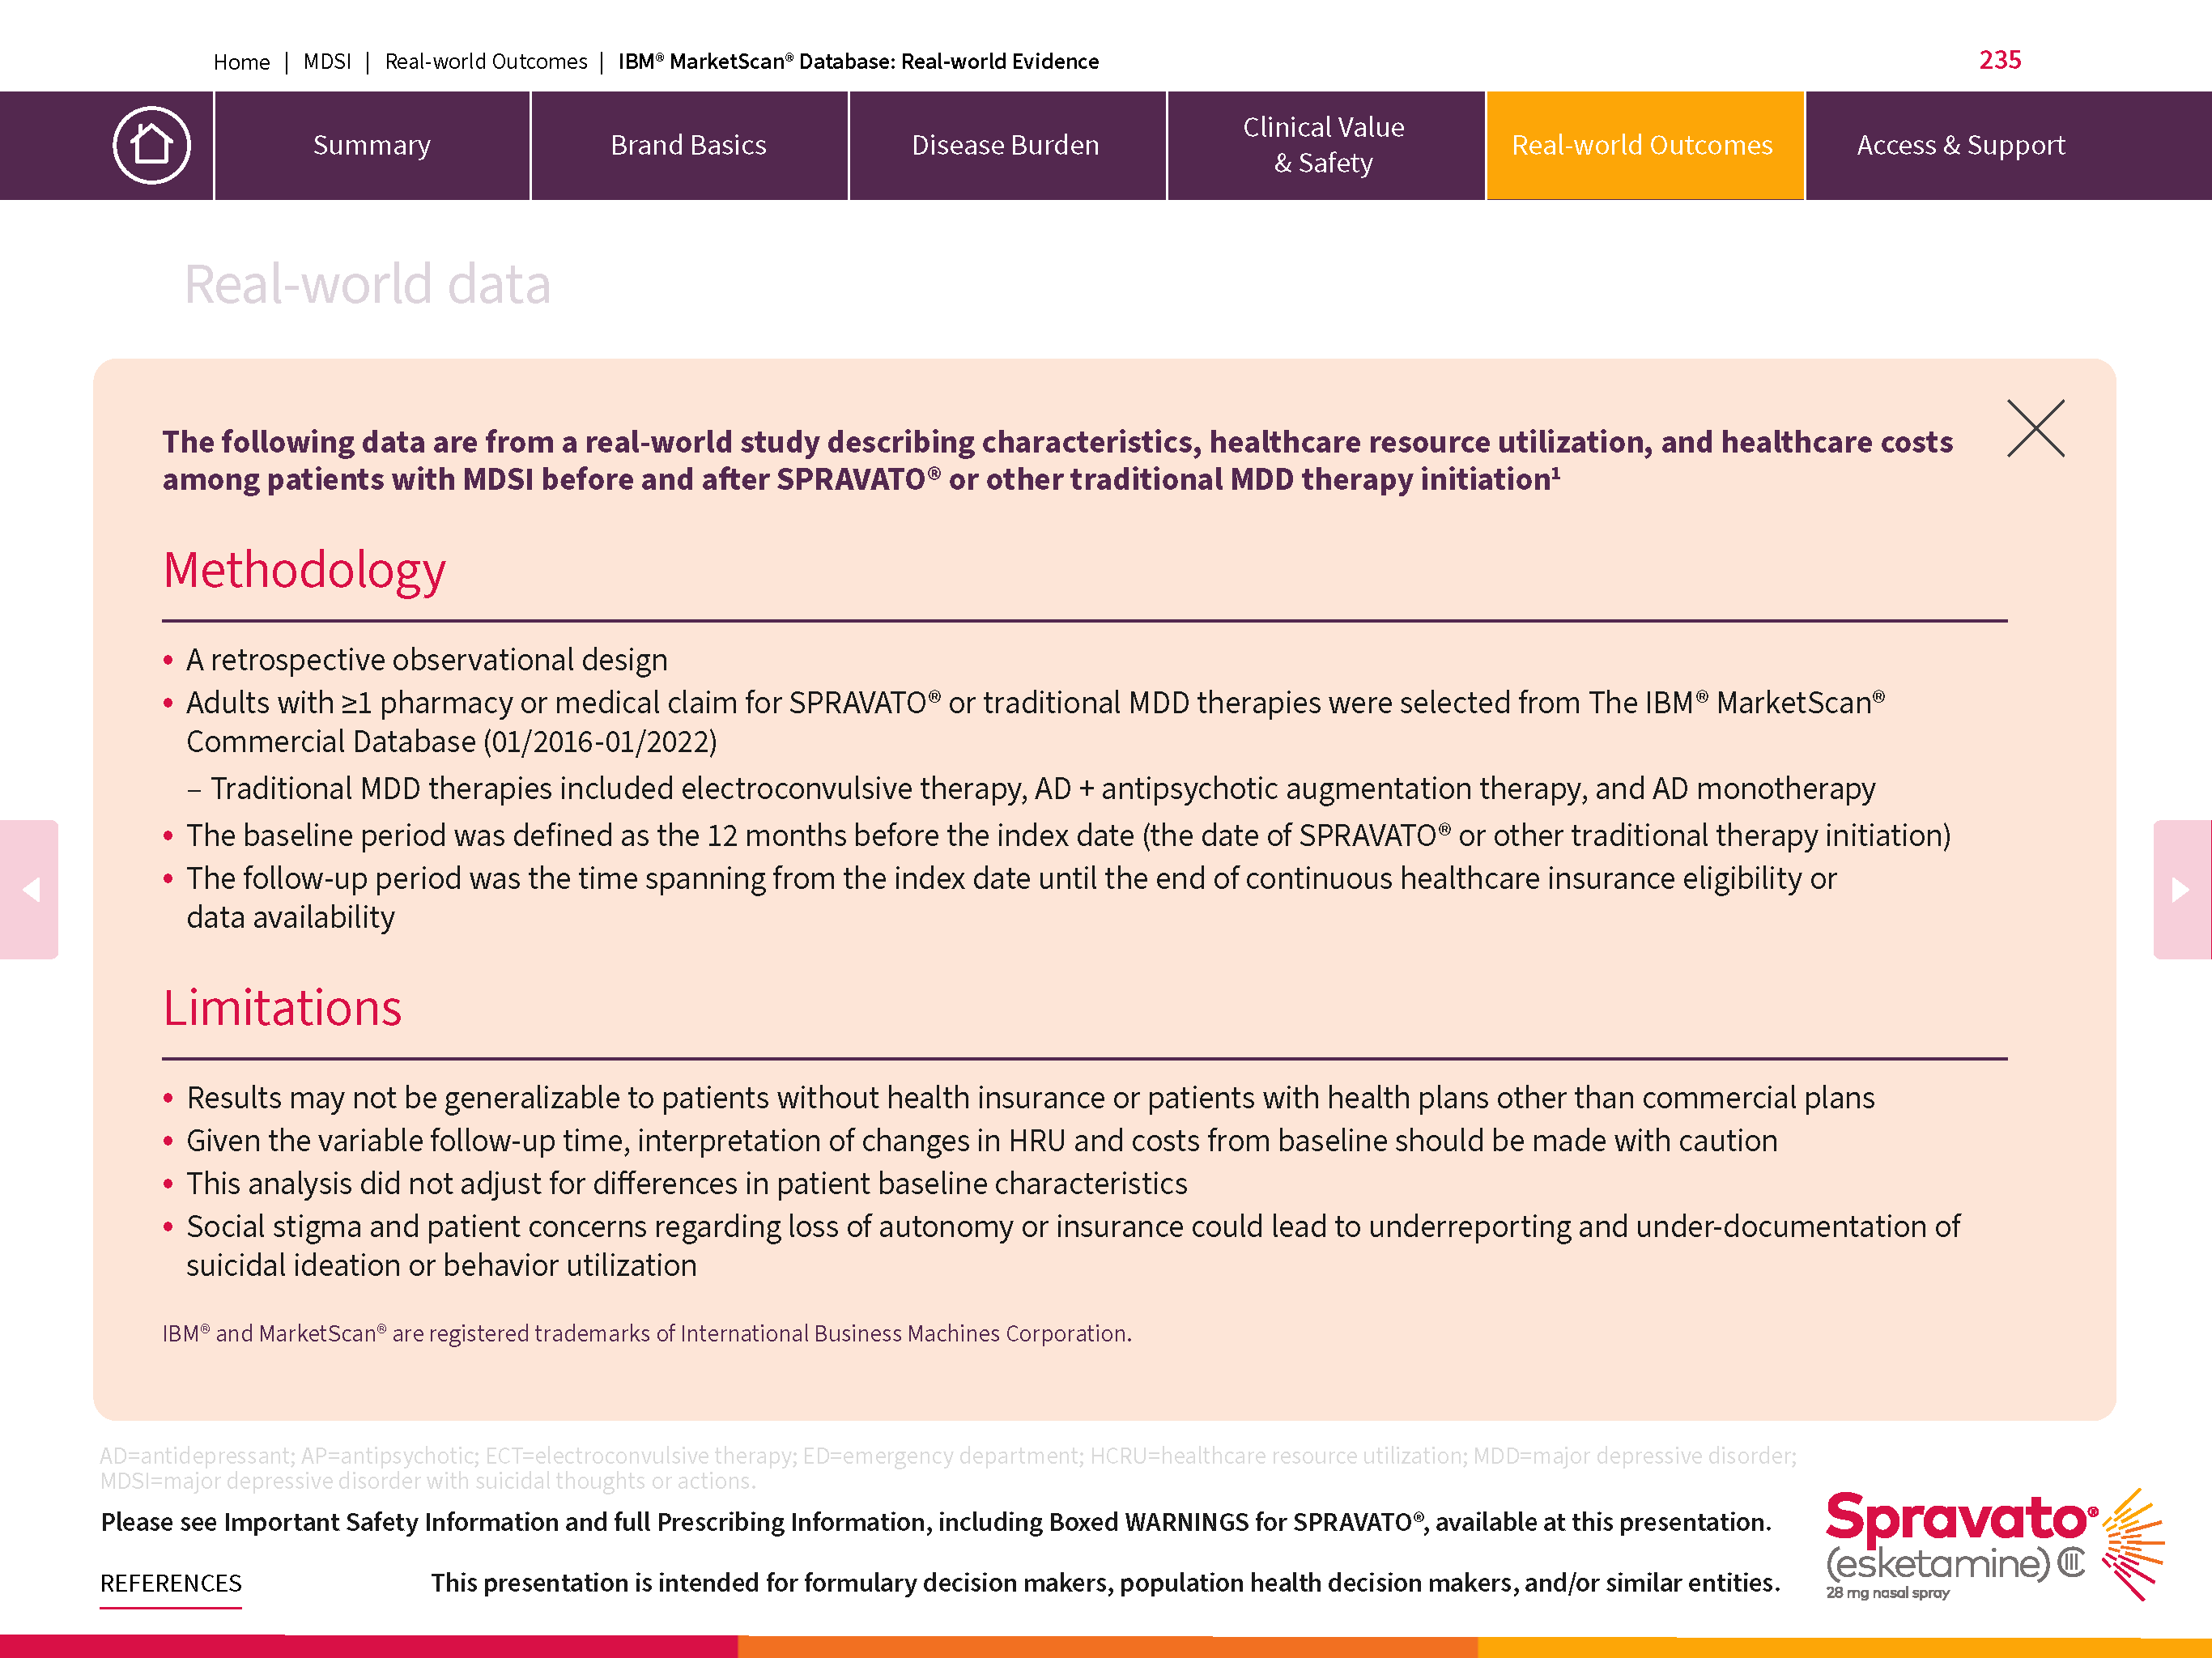 Home | MDSI | Real-world Outcomes | IBM® MarketScan® Database: Real-world Evidence
235
Summary
Brand Basics
Disease Burden
Clinical Value
& Safety
Real-world Outcomes
Access & Support
Real-world data
The following data are from a real-world study describing characteristics, healthcare resource utilization, and healthcare costs
among patients with MDSI before and after SPRAVATO® or other traditional MDD therapy initiation¹
Methodology
• A retrospective observational design
• Adults with ≥1 pharmacy or medical claim for SPRAVATO® or traditional MDD therapies were selected from The IBM® MarketScan®
Commercial Database (01/2016-01/2022)
– Traditional MDD therapies included electroconvulsive therapy, AD + antipsychotic augmentation therapy, and AD monotherapy
• The baseline period was defined as the 12 months before the index date (the date of SPRAVATO® or other traditional therapy initiation)
• The follow-up period was the time spanning from the index date until the end of continuous healthcare insurance eligibility or
data availability
Limitations
• Results may not be generalizable to patients without health insurance or patients with health plans other than commercial plans
• Given the variable follow-up time, interpretation of changes in HRU and costs from baseline should be made with caution
• This analysis did not adjust for differences in patient baseline characteristics
• Social stigma and patient concerns regarding loss of autonomy or insurance could lead to underreporting and under-documentation of
suicidal ideation or behavior utilization
IBM® and MarketScan® are registered trademarks of International Business Machines Corporation.
AD=antidepressant; AP=antipsychotic; ECT=electroconvulsive therapy; ED=emergency department; HCRU=healthcare resource utilization; MDD=major depressive disorder;
MDSI=major depressive disorder with suicidal thoughts or actions.
Please see Important Safety Information and full Prescribing Information, including Boxed WARNINGS for SPRAVATO®, available at this presentation.
REFERENCES
This presentation is intended for formulary decision makers, population health decision makers, and/or similar entities.
Spravato®
(esketamine) CIII
28 mg nasal spray